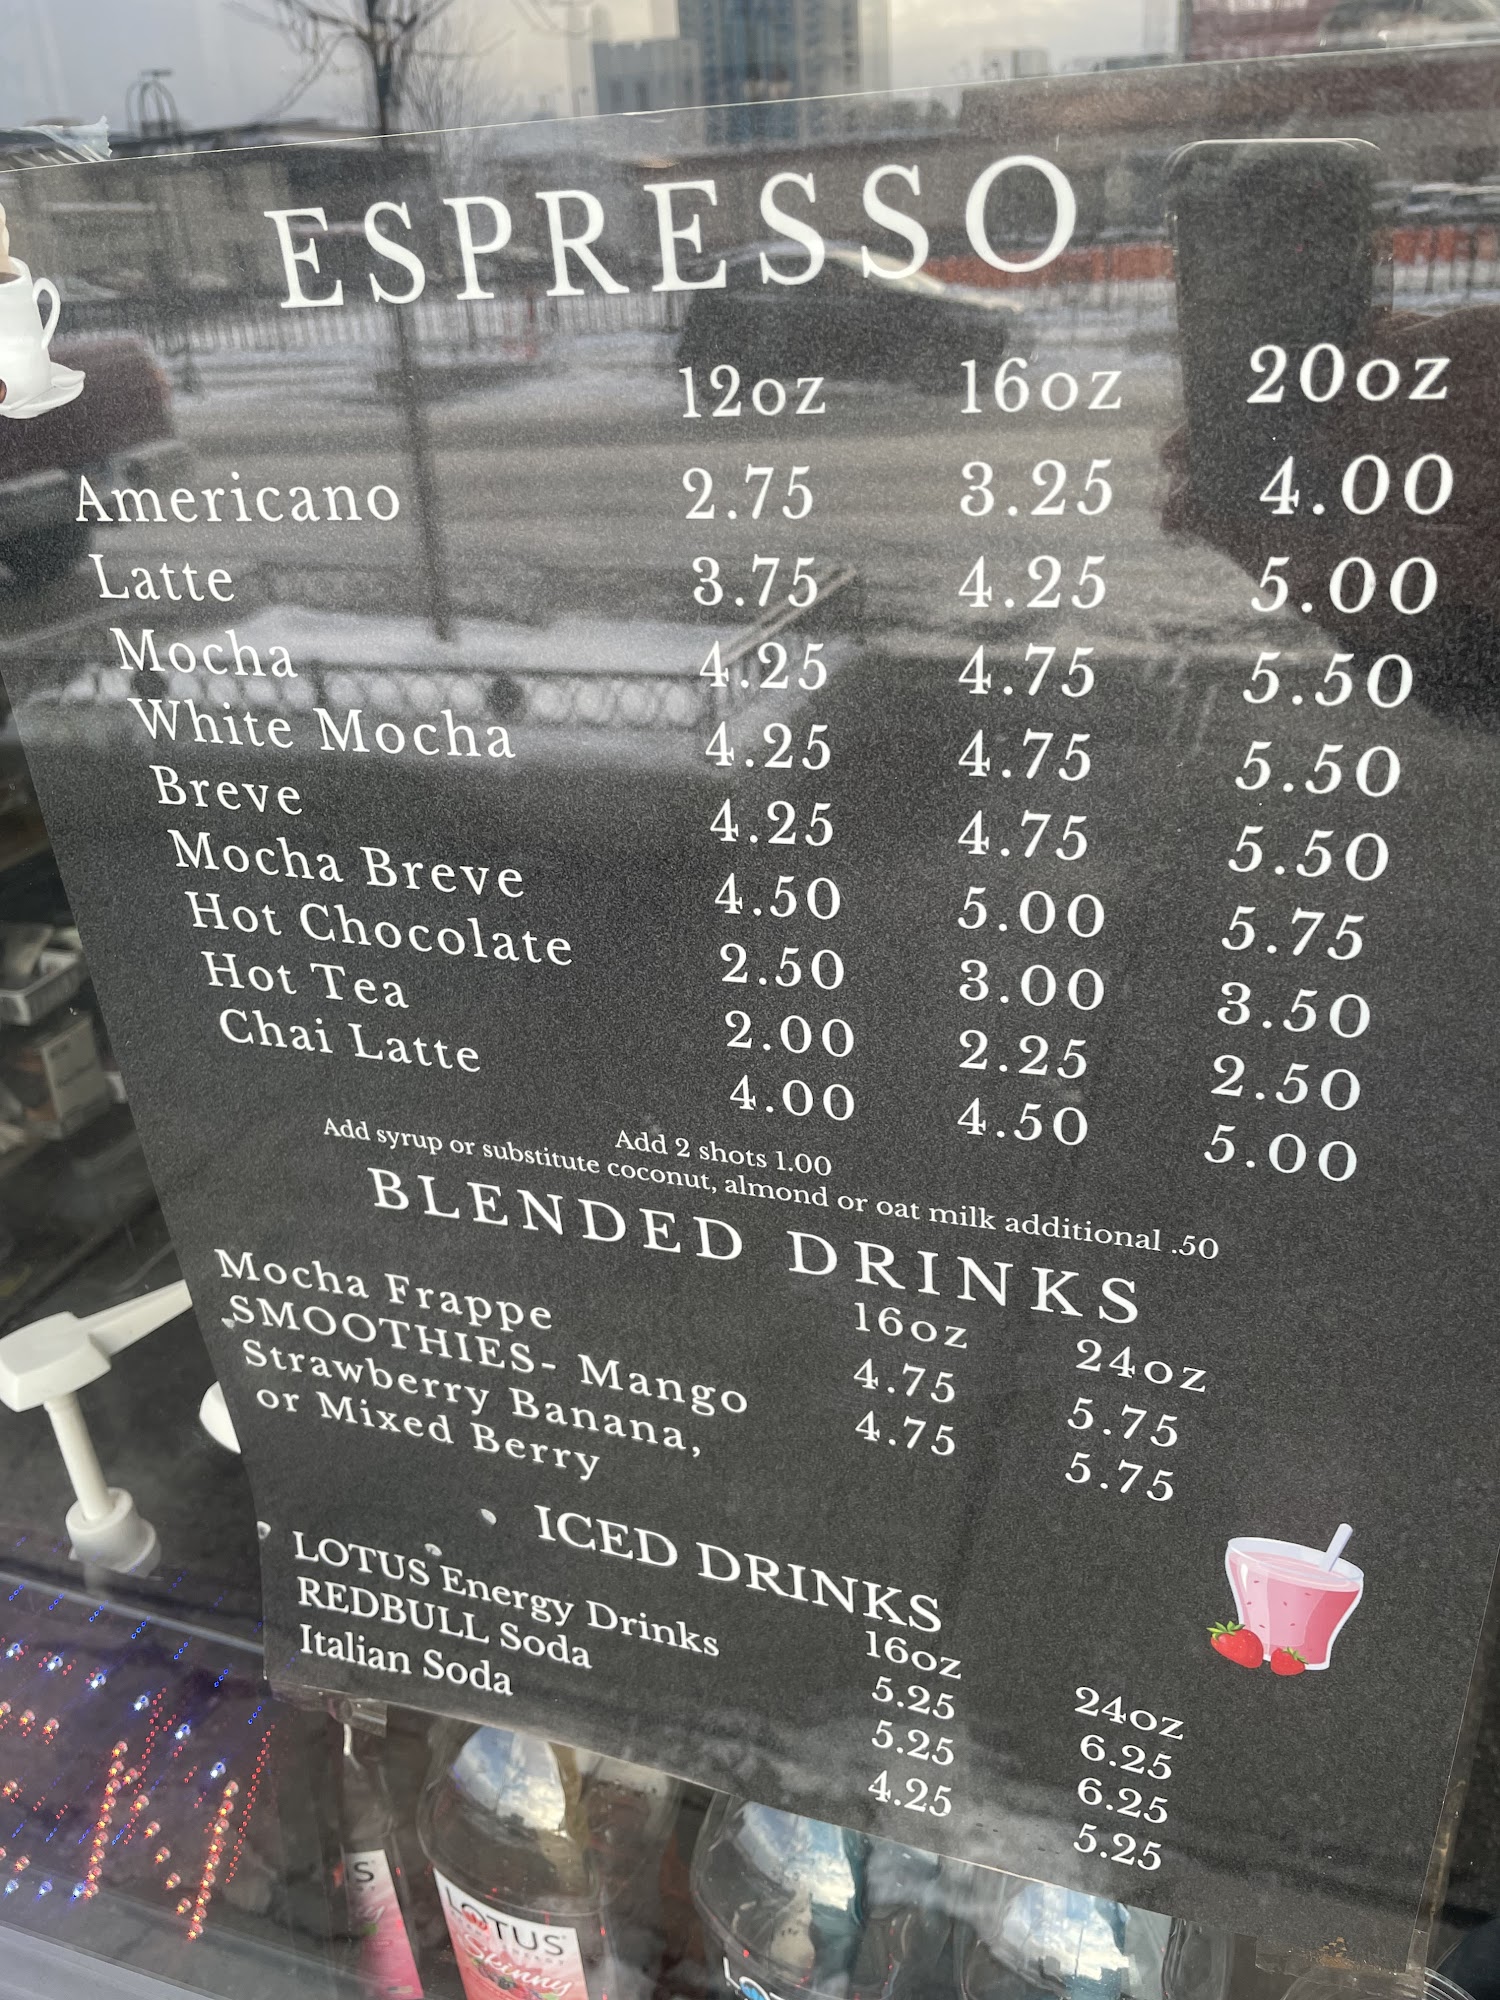 ESPRESSO
12oz 16oz 20oz
Americano 2.75 3.25 4.00
Latte 3.75 4.25 5.00
Mocha 4.25 4.75 5.50
White Mocha 4.25 4.75 5.50
Breve 4.25 4.75 5.50
Mocha Breve 4.50 5.00 5.75
Hot Chocolate 2.50 3.00 3.50
Hot Tea 2.00 2.25 2.50
Chai Latte 4.00 4.50 5.00
Add 2 shots 1.00
Add syrup or substitute coconut, almond or oat milk additional .50
BLENDED DRINKS
16oz 24oz
Mocha Frappe 4.75 5.75
SMOOTHIES- Mango 4.75 5.75
Strawberry Banana,
or Mixed Berry
ICED DRINKS
16oz 24oz
LOTUS Energy Drinks 5.25 6.25
REDBULL Soda 5.25 6.25
Italian Soda 4.25 5.25
LOTUS
Skinny